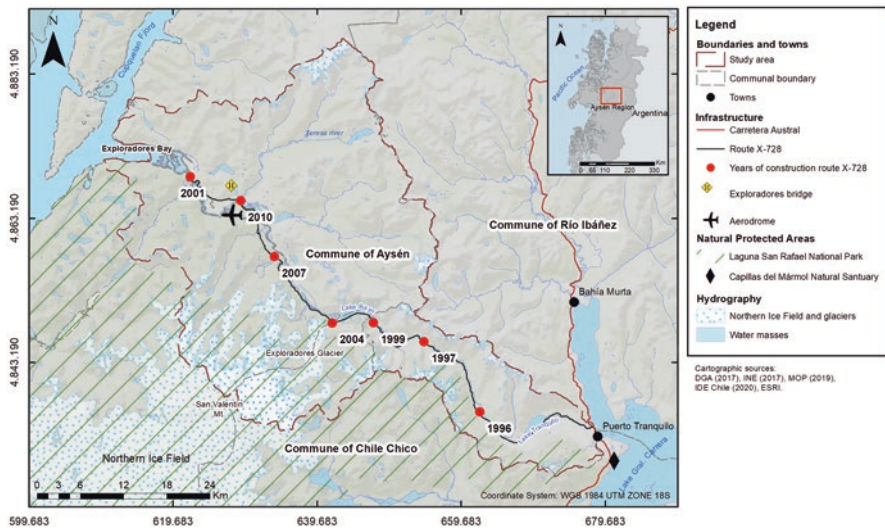 N
Cupquelan Fjord
4.883.190
4.863.190
4.843.190
Teresa river
Exploradores Bay
2001
2010
2007
Commune of Aysén
Commune of Río Ibáñez
Bahía Murta
2004
1999
1997
Exploradores Glacier
San Valentin
Mt.
1996
Lake Tranquilo
Puerto Tranquilo
Commune of Chile Chico
Northern Ice Field
Lake Gral. Carrera
0 3 6 12 18 24
Km
Coordinate System: WGS 1984 UTM ZONE 18S
599.683 619.683 639.683 659.683 679.683
N
Pacific Ocean
Aysén Region
Argentina
0 55 110 220 330
Km
Legend
Boundaries and towns
Study area
Communal boundary
Towns
Infrastructure
Carretera Austral
Route X-728
Years of construction route X-728
Exploradores bridge
Aerodrome
Natural Protected Areas
Laguna San Rafael National Park
Capillas del Mármol Natural Santuary
Hydrography
Northern Ice Field and glaciers
Water masses
Cartographic sources:
DGA (2017), INE (2017), MOP (2019),
IDE Chile (2020), ESRI.